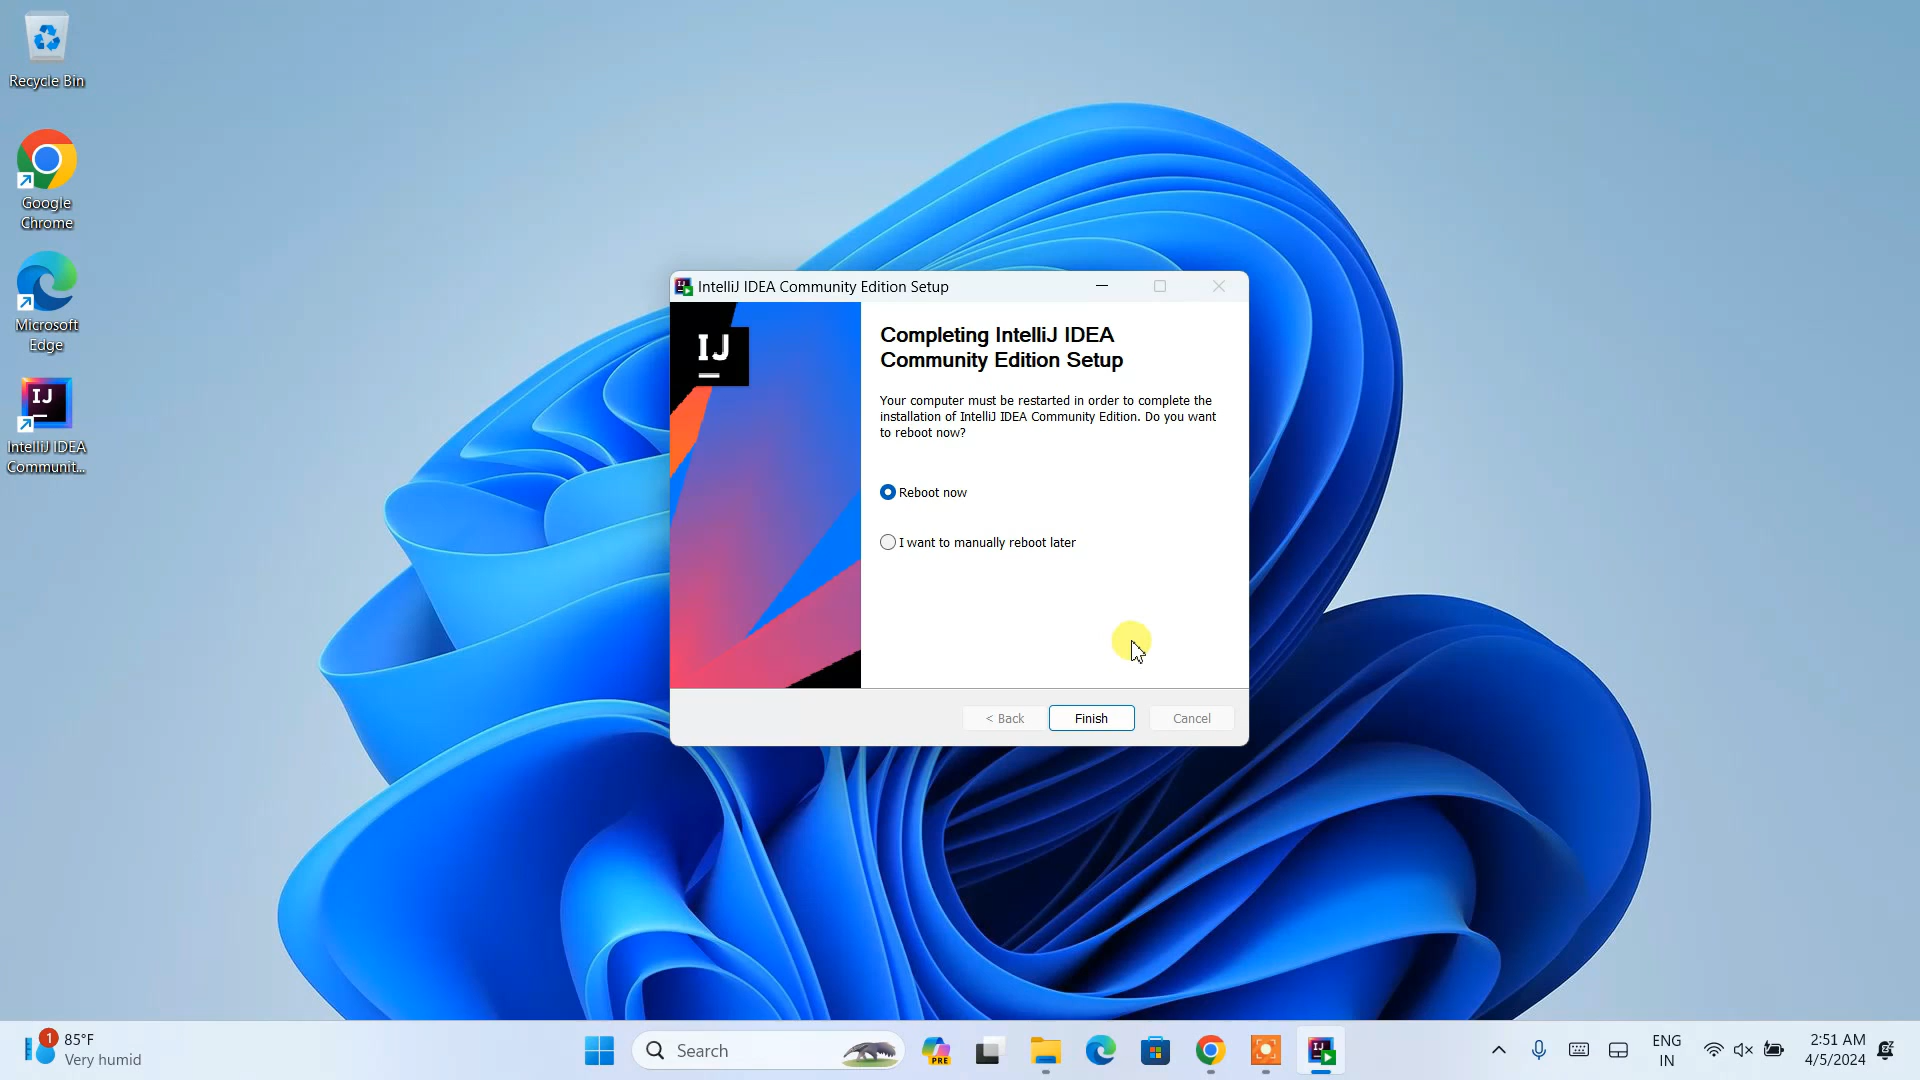 Recycle Bin
Google
Chrome
Microsoft
Edge
IJ
IntelliJ IDEA
Communit...
IntelliJ IDEA Community Edition Setup
IJ
Completing IntelliJ IDEA
Community Edition Setup
Your computer must be restarted in order to complete the
installation of IntelliJ IDEA Community Edition. Do you want
to reboot now?
Reboot now
I want to manually reboot later
< Back
Finish
Cancel
1
85°F
Very humid
Search
PRE
IJ
ENG
IN
2:51 AM
4/5/2024